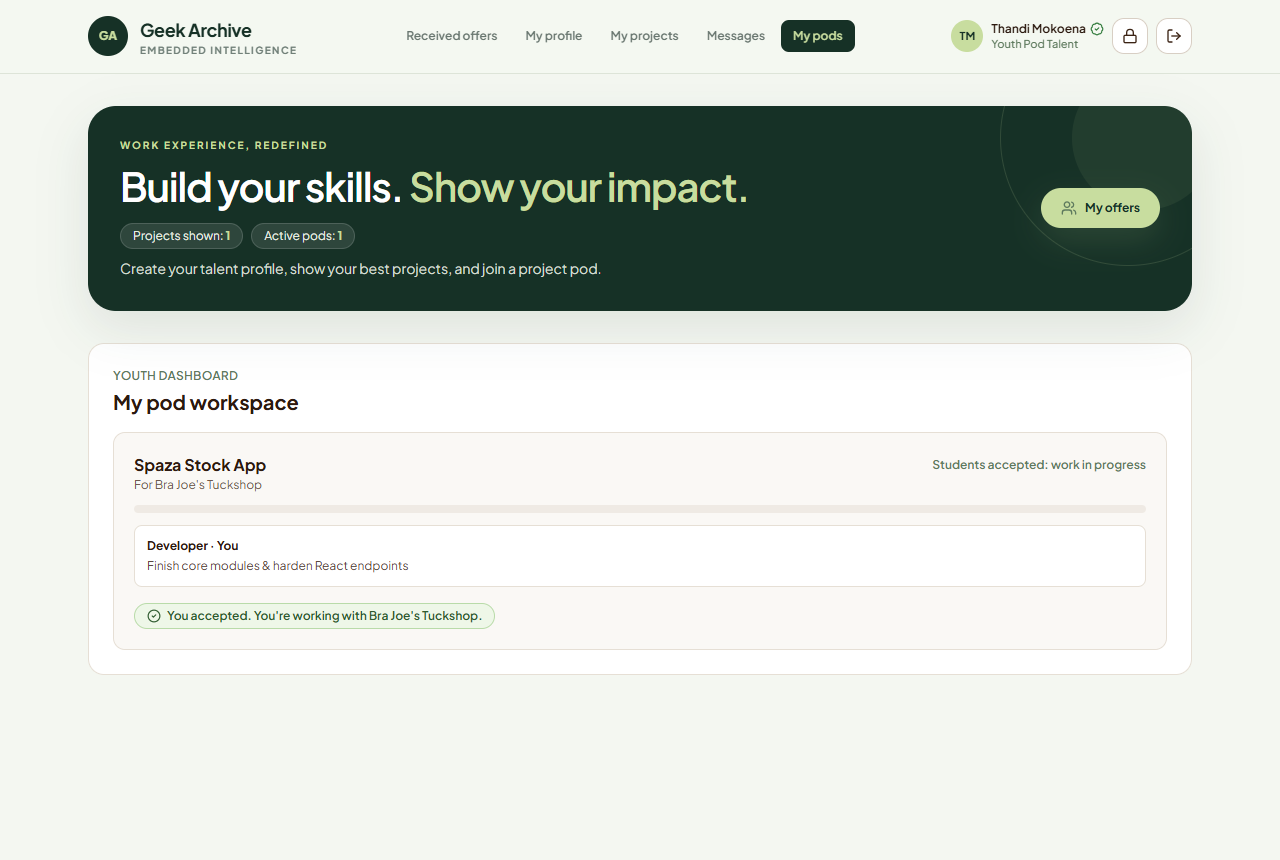 GA
Geek Archive
EMBEDDED INTELLIGENCE
Received offers
My profile
My projects
Messages
My pods
TM
Thandi Mokoena
Youth Pod Talent
WORK EXPERIENCE, REDEFINED
Build your skills. Show your impact.
Projects shown: 1
Active pods: 1
My offers
Create your talent profile, show your best projects, and join a project pod.
YOUTH DASHBOARD
My pod workspace
Spaza Stock App
Students accepted: work in progress
For Bra Joe's Tuckshop
Developer · You
Finish core modules & harden React endpoints
You accepted. You're working with Bra Joe's Tuckshop.